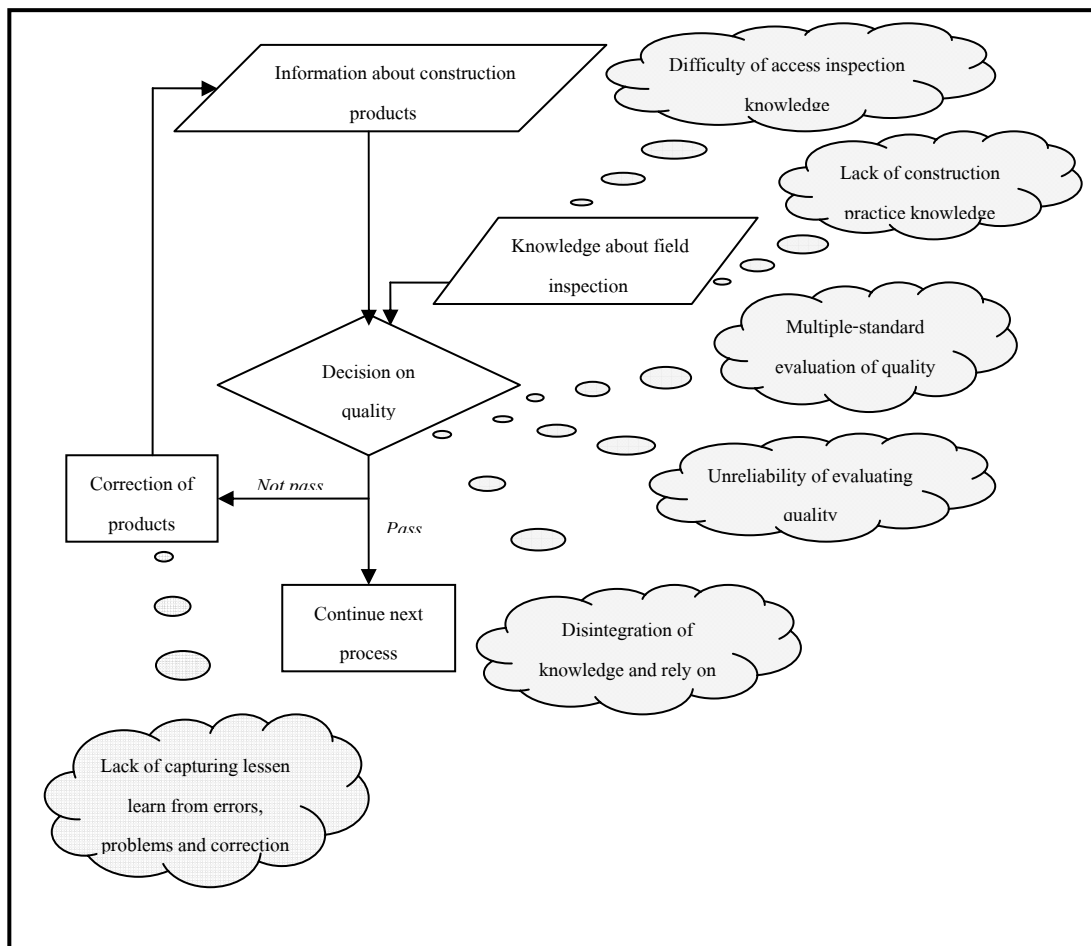 Information about construction
products
Difficulty of access inspection
knowledge
Lack of construction
practice knowledge
Knowledge about field
inspection
Multiple-standard
evaluation of quality
Decision on
quality
Unreliability of evaluating
quality
Correction of
products
Not pass
Pass
Continue next
process
Disintegration of
knowledge and rely on
Lack of capturing lessen
learn from errors,
problems and correction